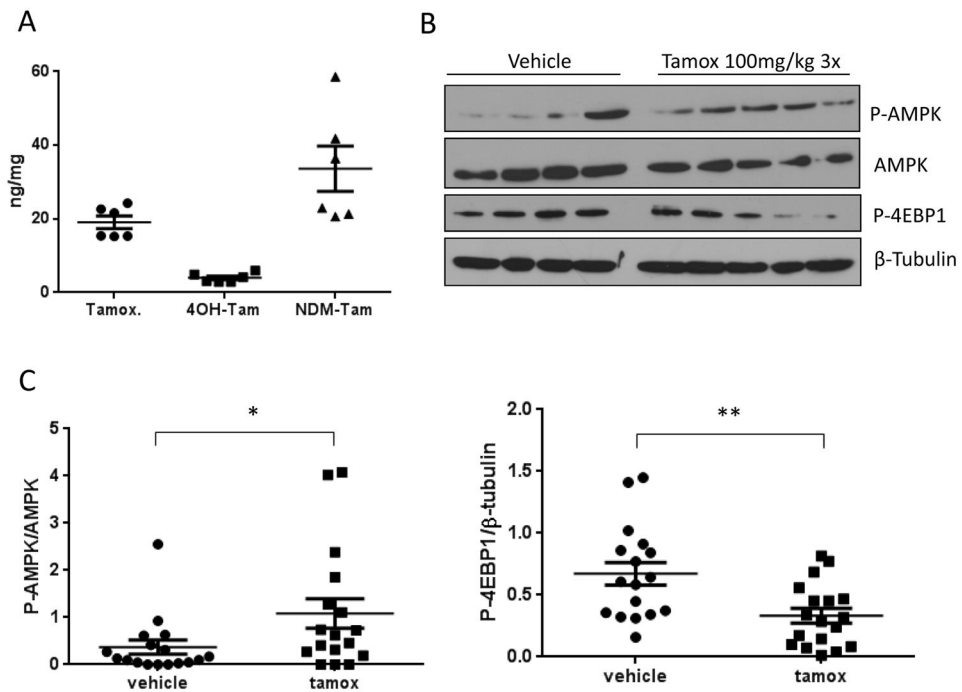 A
60
40
20
0
ng/mg
Tamox.
4OH-Tam
NDM-Tam
B
Vehicle
Tamox 100mg/kg 3x
P-AMPK
AMPK
P-4EBP1
β-Tubulin
C
*
5
4
3
2
1
0
P-AMPK/AMPK
vehicle
tamox
**
2.0
1.5
1.0
0.5
0.0
P-4EBP1/β-tubulin
vehicle
tamox